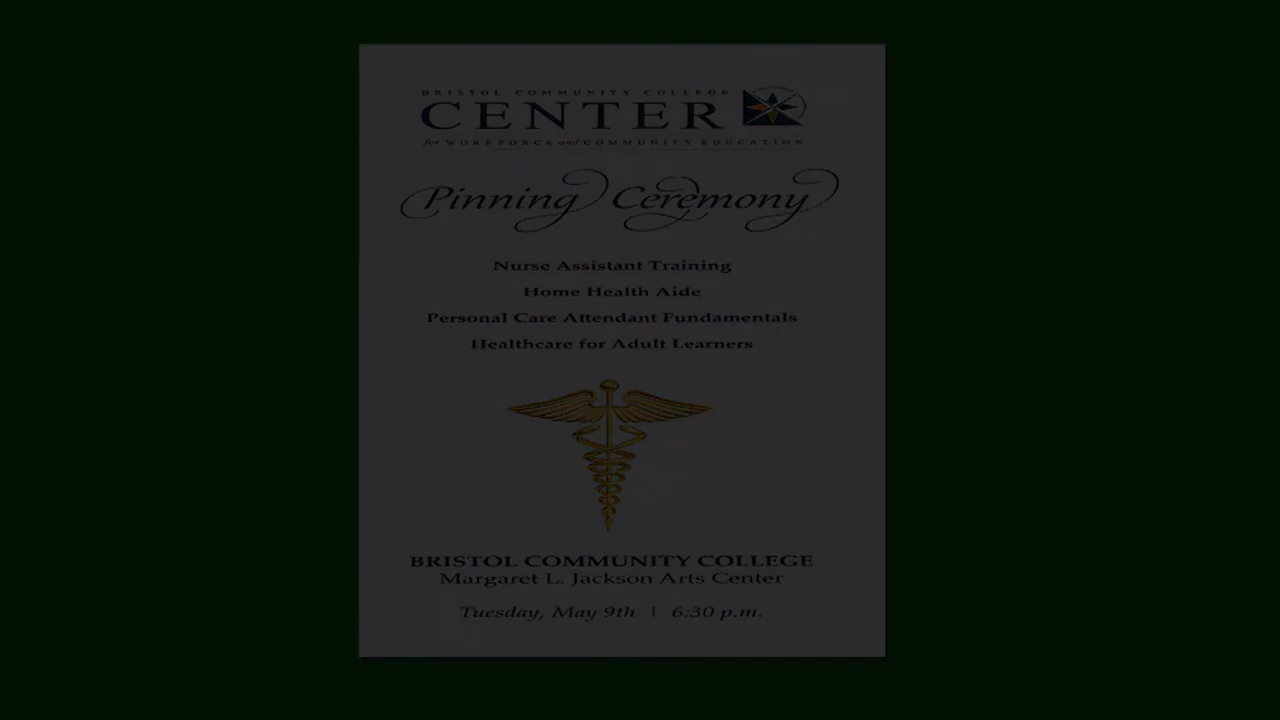 BRISTOL COMMUNITY COLLEGE
CENTER
for WORKFORCE and COMMUNITY EDUCATION
Pinning Ceremony
Nurse Assistant Training
Home Health Aide
Personal Care Attendant Fundamentals
Healthcare for Adult Learners
BRISTOL COMMUNITY COLLEGE
Margaret L. Jackson Arts Center
Tuesday, May 9th | 6:30 p.m.